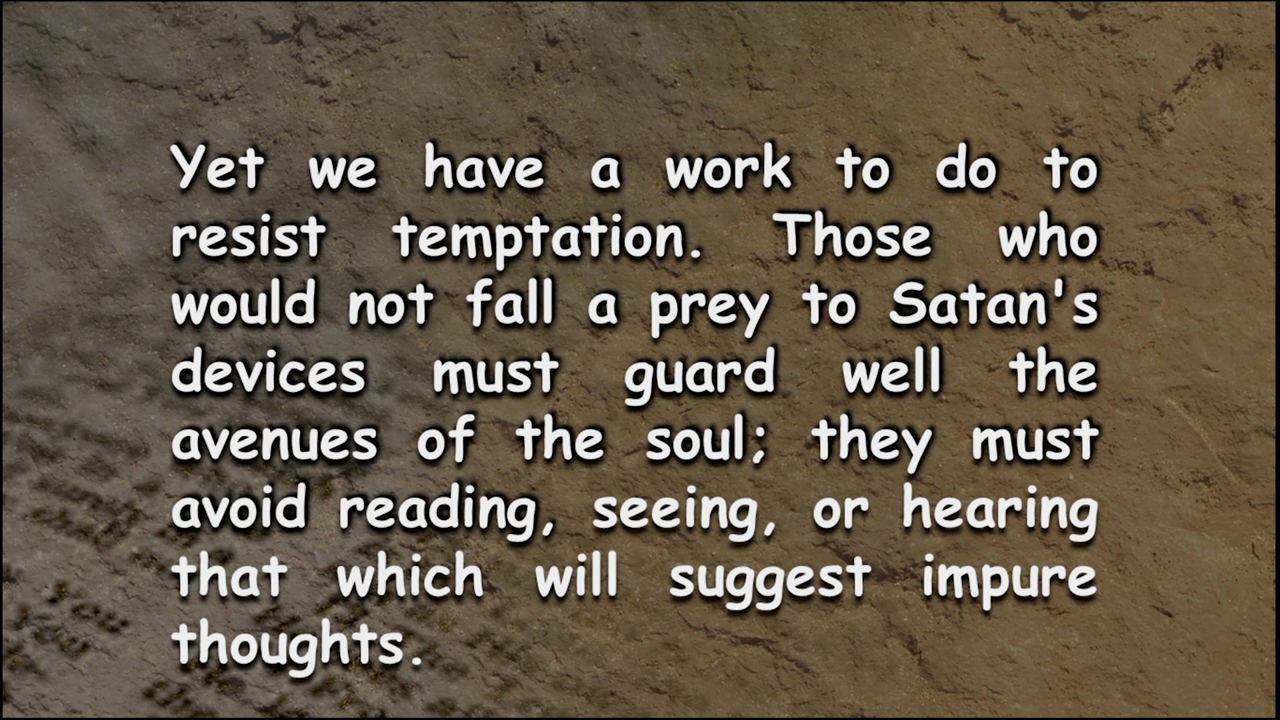 Yet we have a work to do to
resist temptation. Those who
would not fall a prey to Satan's
devices must guard well the
avenues of the soul; they must
avoid reading, seeing, or hearing
that which will suggest impure
thoughts.